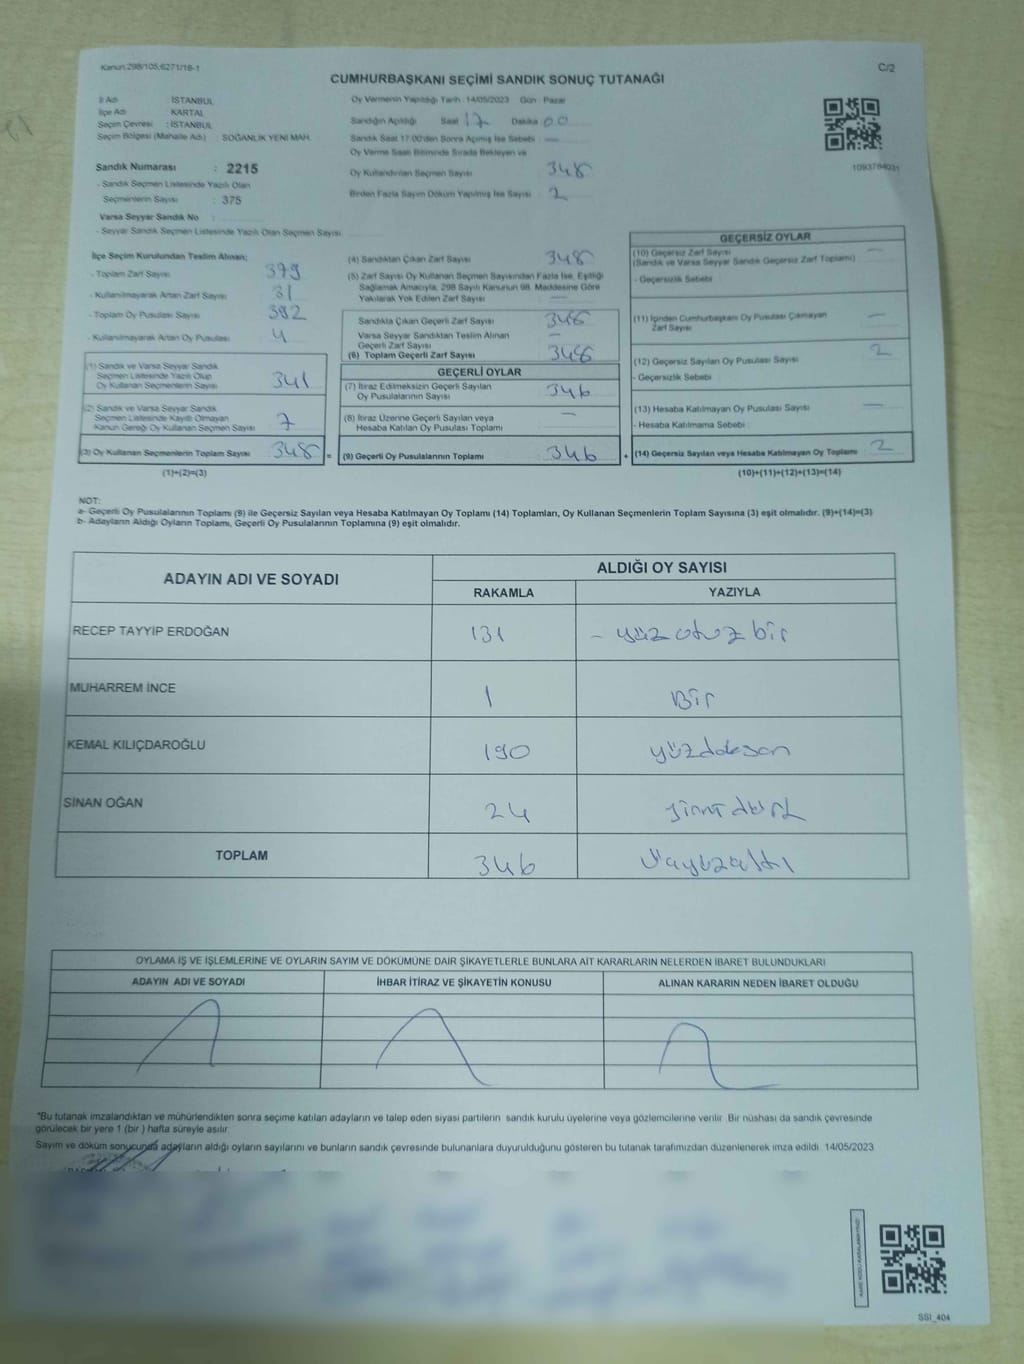 Kanun:298/105,6271/16-1
C/2
CUMHURBAŞKANI SEÇİMİ SANDIK SONUÇ TUTANAĞI
İl Adı : İSTANBUL
İlçe Adı : KARTAL
Seçim Çevresi : İSTANBUL
Seçim Bölgesi (Mahalle Adı) : SOĞANLIK YENİ MAH.
Sandık Numarası : 2215
- Sandık Seçmen Listesinde Yazılı Olan
Seçmenlerin Sayısı : 375
Varsa Seyyar Sandık No :
- Seyyar Sandık Seçmen Listesinde Yazılı Olan Seçmen Sayısı
Oy Vermenin Yapıldığı Tarih :14/05/2023 Gün : Pazar
Sandığın Açıldığı Saat 17 Dakika 00
Sandık Saat 17:00'den Sonra Açılmış İse Sebebi : —
Oy Verme Saati Bitiminde Sırada Bekleyen ve
Oy Kullandırılan Seçmen Sayısı 348
Birden Fazla Sayım Döküm Yapılmış İse Sayısı : 2
1093784031
İlçe Seçim Kurulundan Teslim Alınan;
- Toplam Zarf Sayısı 379
- Kullanılmayarak Artan Zarf Sayısı 31
- Toplam Oy Pusulası Sayısı 392
- Kullanılmayarak Artan Oy Pusulası 4
(1) Sandık ve Varsa Seyyar Sandık
Seçmen Listesinde Yazılı Olup
Oy Kullanan Seçmenlerin Sayısı 341
(2) Sandık ve Varsa Seyyar Sandık
Seçmen Listesinde Kayıtlı Olmayan
Kanun Gereği Oy Kullanan Seçmen Sayısı 7
(3) Oy Kullanan Seçmenlerin Toplam Sayısı 348 =
(1)+(2)=(3)
(4) Sandıktan Çıkan Zarf Sayısı 348
(5) Zarf Sayısı Oy Kullanan Seçmen Sayısından Fazla İse, Eşitliği
Sağlamak Amacıyla, 298 Sayılı Kanunun 98. Maddesine Göre
Yakılarak Yok Edilen Zarf Sayısı —
Sandıkta Çıkan Geçerli Zarf Sayısı 348
Varsa Seyyar Sandıktan Teslim Alınan
Geçerli Zarf Sayısı —
(6) Toplam Geçerli Zarf Sayısı 348
GEÇERLİ OYLAR
(7) İtiraz Edilmeksizin Geçerli Sayılan
Oy Pusulalarının Sayısı 346
(8) İtiraz Üzerine Geçerli Sayılan veya
Hesaba Katılan Oy Pusulası Toplamı —
(9) Geçerli Oy Pusulalarının Toplamı 346 +
GEÇERSİZ OYLAR
(10) Geçersiz Zarf Sayısı —
(Sandık ve Varsa Seyyar Sandık Geçersiz Zarf Toplamı)
- Geçersizlik Sebebi :
(11) İçinden Cumhurbaşkanı Oy Pusulası Çıkmayan
Zarf Sayısı —
(12) Geçersiz Sayılan Oy Pusulası Sayısı 2
- Geçersizlik Sebebi :
(13) Hesaba Katılmayan Oy Pusulası Sayısı —
- Hesaba Katılmama Sebebi :
(14) Geçersiz Sayılan veya Hesaba Katılmayan Oy Toplamı 2
(10)+(11)+(12)+(13)=(14)
NOT:
a- Geçerli Oy Pusulalarının Toplamı (9) ile Geçersiz Sayılan veya Hesaba Katılmayan Oy Toplamı (14) Toplamları, Oy Kullanan Seçmenlerin Toplam Sayısına (3) eşit olmalıdır. (9)+(14)=(3)
b- Adayların Aldığı Oyların Toplamı, Geçerli Oy Pusulalarının Toplamına (9) eşit olmalıdır.
ADAYIN ADI VE SOYADI
ALDIĞI OY SAYISI
RAKAMLA YAZIYLA
RECEP TAYYİP ERDOĞAN 131 - yüz otuz bir
MUHARREM İNCE 1 Bir
KEMAL KILIÇDAROĞLU 190 yüzdoksan
SİNAN OĞAN 24
TOPLAM 346
OYLAMA İŞ VE İŞLEMLERİNE VE OYLARIN SAYIM VE DÖKÜMÜNE DAİR ŞİKAYETLERLE BUNLARA AİT KARARLARIN NELERDEN İBARET BULUNDUKLARI
ADAYIN ADI VE SOYADI İHBAR İTİRAZ VE ŞİKAYETİN KONUSU ALINAN KARARIN NEDEN İBARET OLDUĞU
"Bu tutanak imzalandıktan ve mühürlendikten sonra seçime katılan adayların ve talep eden siyasi partilerin sandık kurulu üyelerine veya gözlemcilerine verilir. Bir nüshası da sandık çevresinde
görülecek bir yere 1 (bir ) hafta süreyle asılır.
Sayım ve döküm sonucunda adayların aldığı oyların sayılarını ve bunların sandık çevresinde bulunanlara duyurulduğunu gösteren bu tutanak tarafımızdan düzenlenerek imza edildi. 14/05/2023
SSI_404